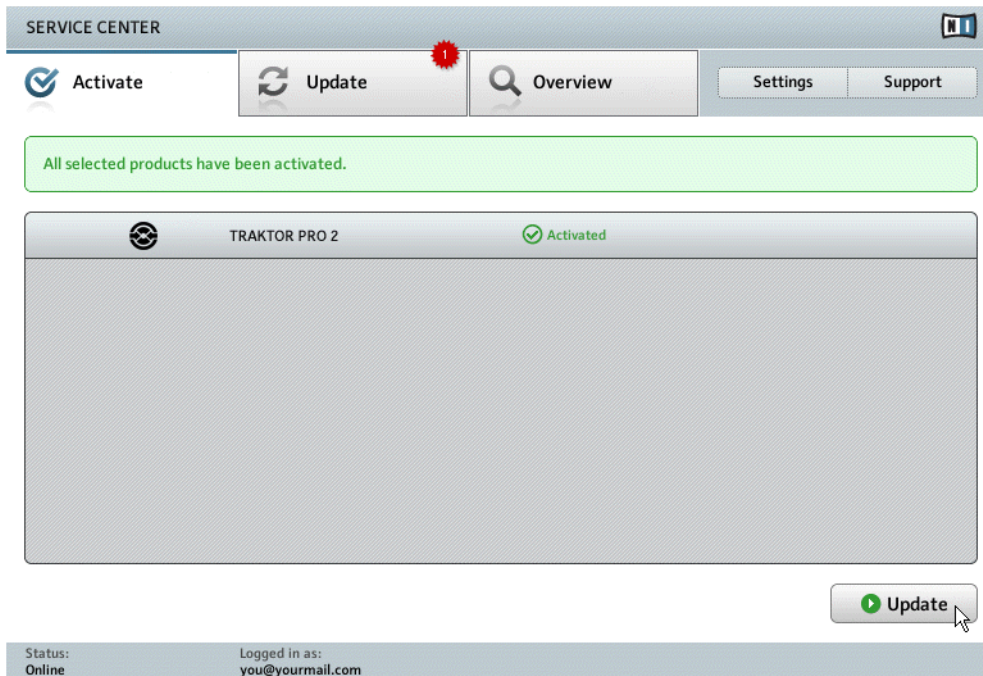 SERVICE CENTER
NI
Activate
Update
1
Overview
Settings
Support
All selected products have been activated.
TRAKTOR PRO 2
Activated
Update
Status:
Online
Logged in as:
you@yourmail.com